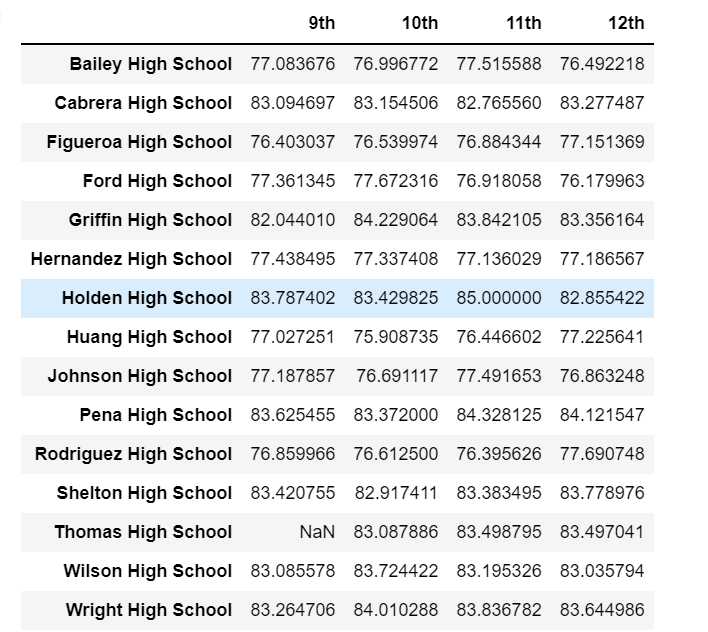 9th 10th 11th 12th
Bailey High School 77.083676 76.996772 77.515588 76.492218
Cabrera High School 83.094697 83.154506 82.765560 83.277487
Figueroa High School 76.403037 76.539974 76.884344 77.151369
Ford High School 77.361345 77.672316 76.918058 76.179963
Griffin High School 82.044010 84.229064 83.842105 83.356164
Hernandez High School 77.438495 77.337408 77.136029 77.186567
Holden High School 83.787402 83.429825 85.000000 82.855422
Huang High School 77.027251 75.908735 76.446602 77.225641
Johnson High School 77.187857 76.691117 77.491653 76.863248
Pena High School 83.625455 83.372000 84.328125 84.121547
Rodriguez High School 76.859966 76.612500 76.395626 77.690748
Shelton High School 83.420755 82.917411 83.383495 83.778976
Thomas High School NaN 83.087886 83.498795 83.497041
Wilson High School 83.085578 83.724422 83.195326 83.035794
Wright High School 83.264706 84.010288 83.836782 83.644986